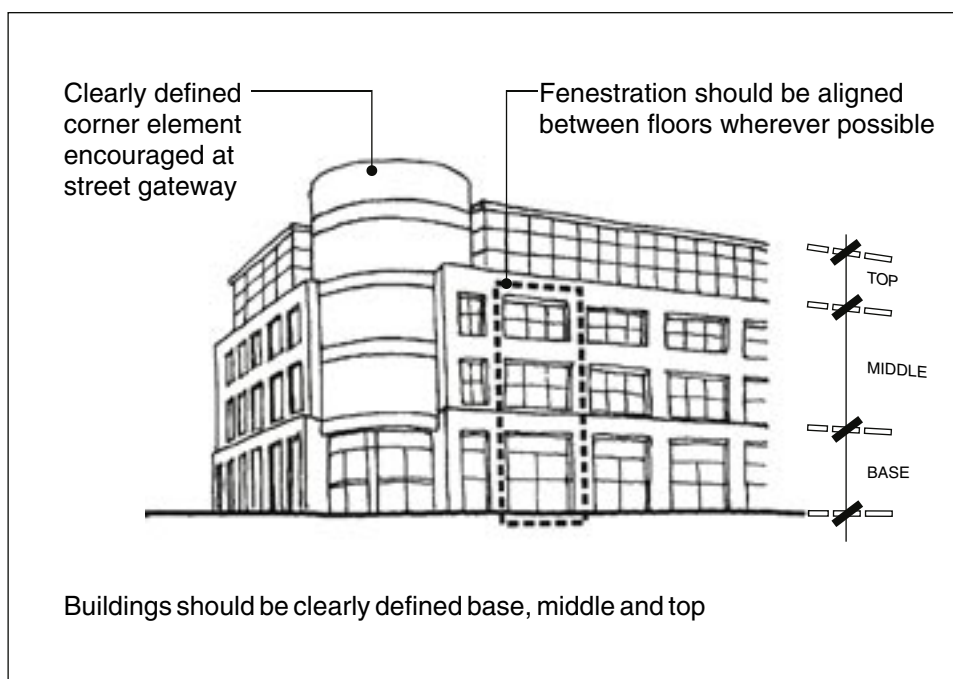 Clearly defined
corner element
encouraged at
street gateway
Fenestration should be aligned
between floors wherever possible
TOP
MIDDLE
BASE
Buildings should be clearly defined base, middle and top